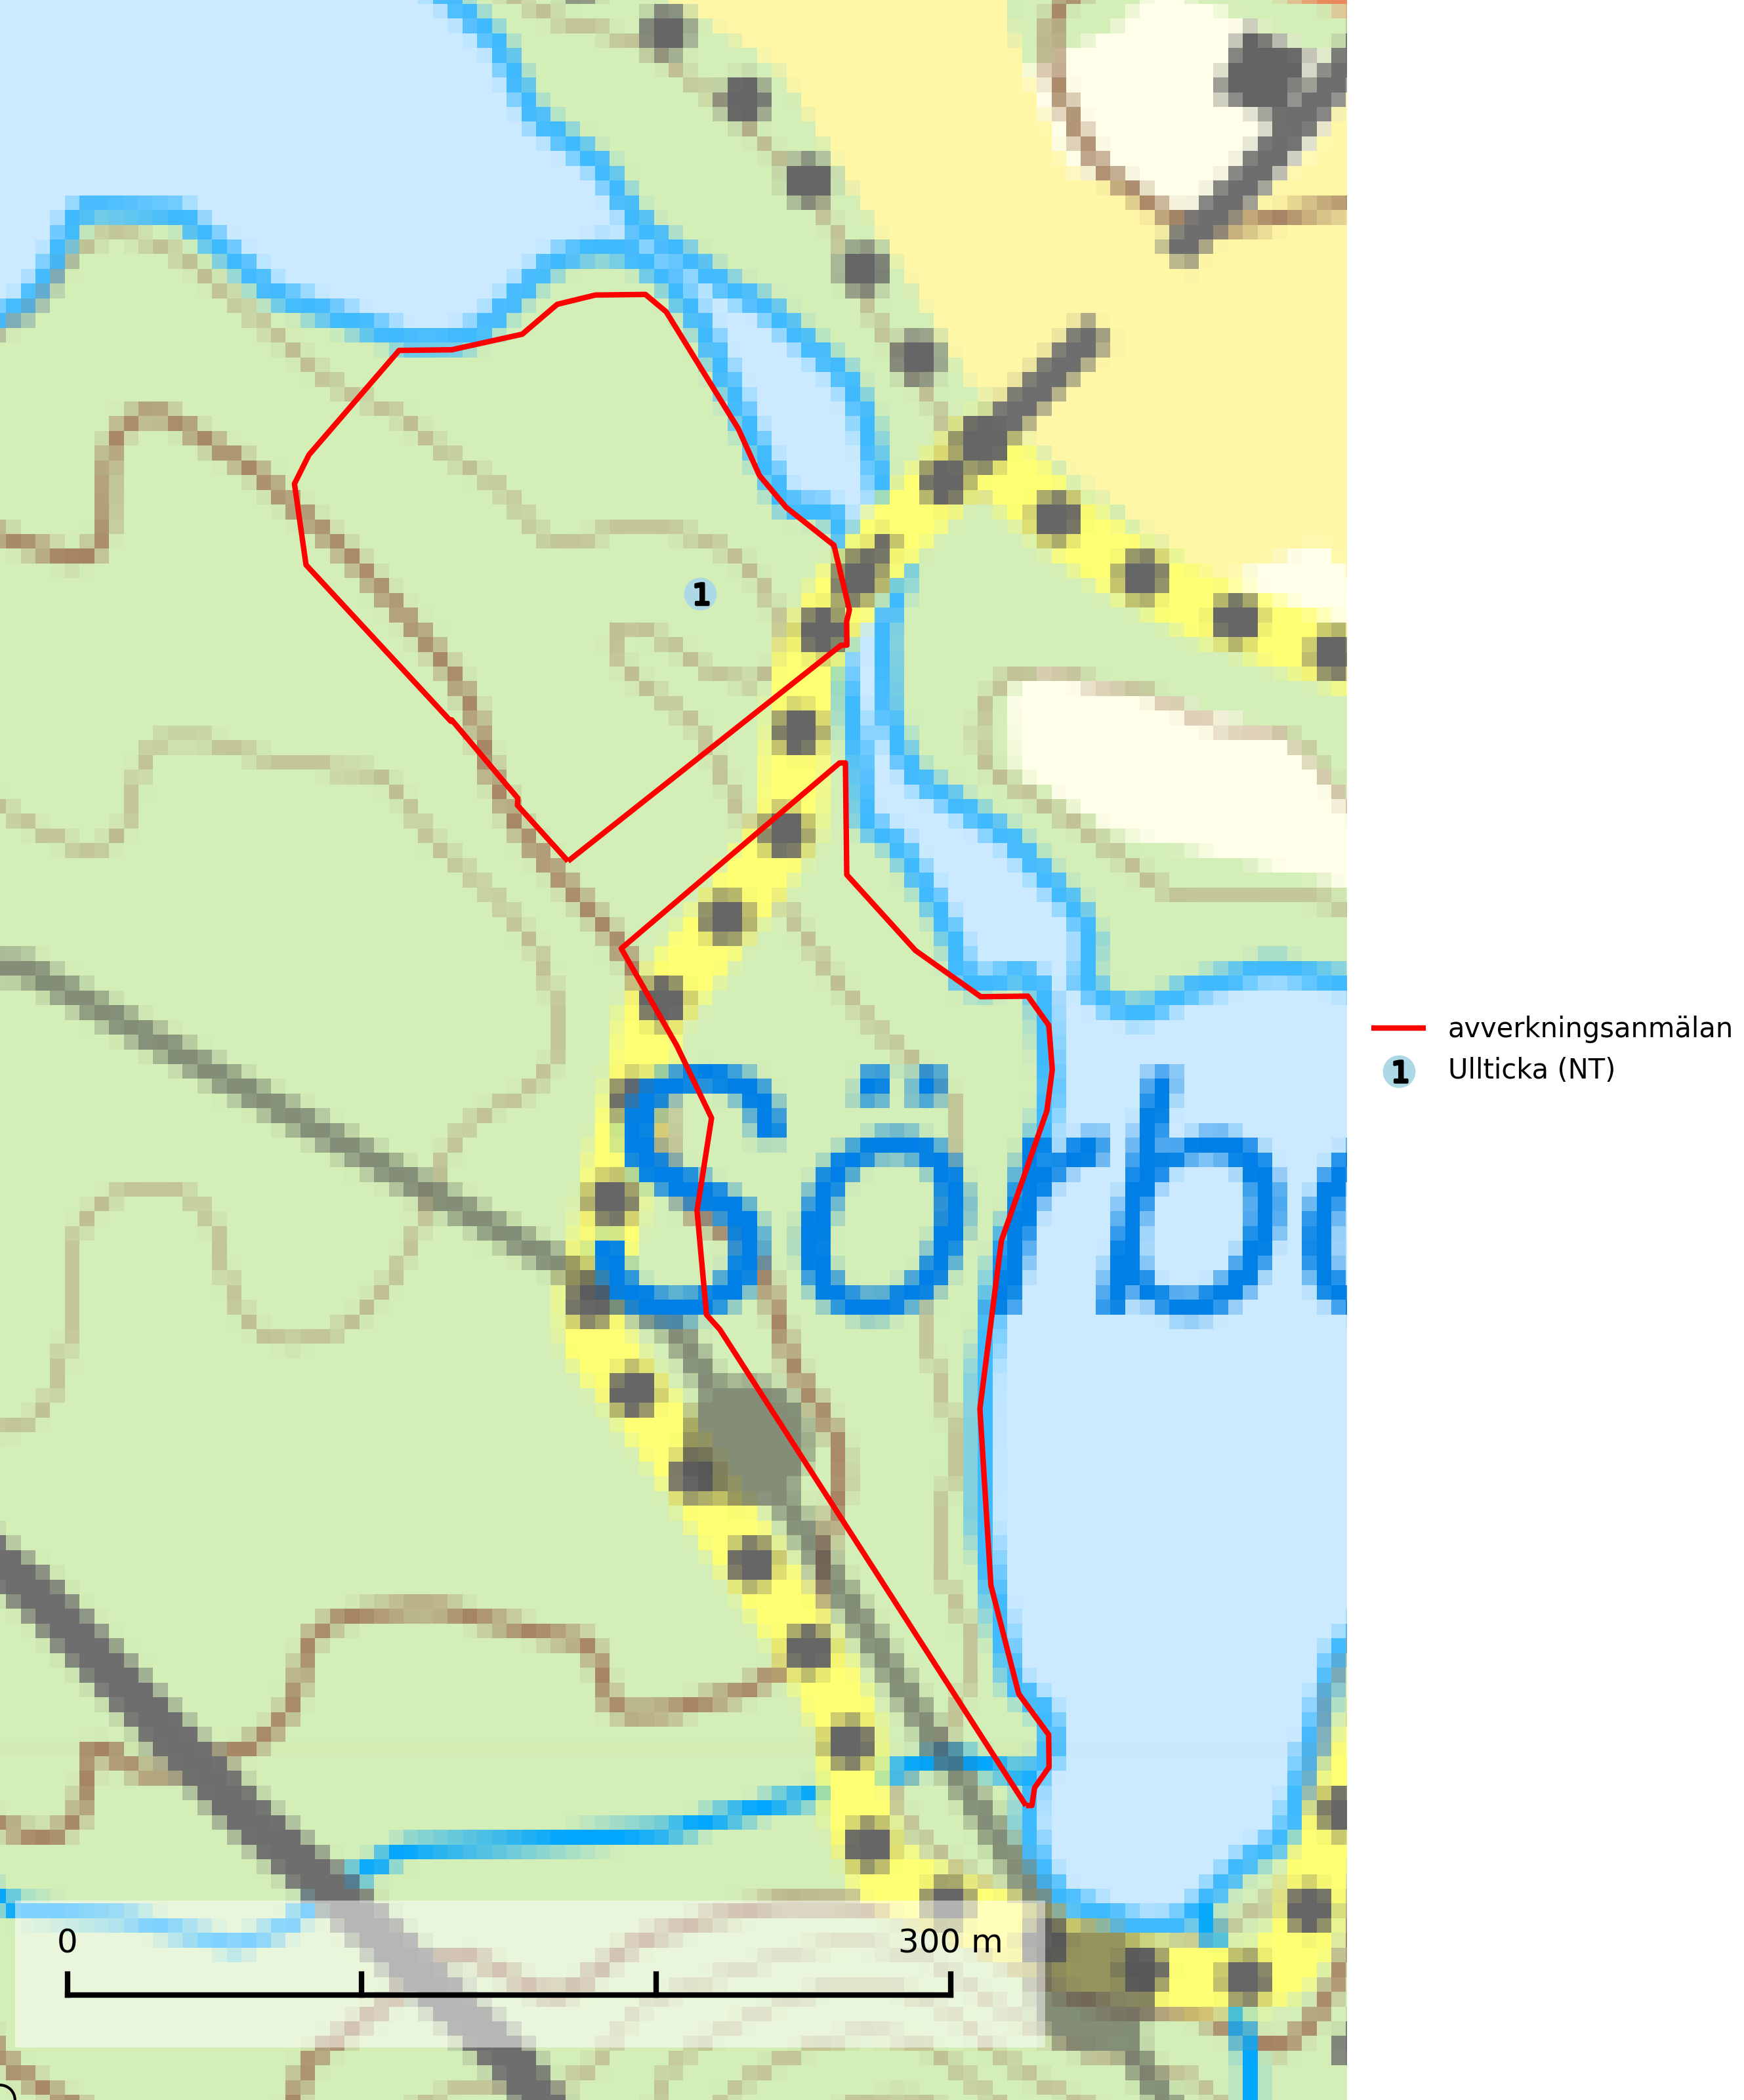 1
Sörb
0 300 m
avverkningsanmälan
1 Ullticka (NT)